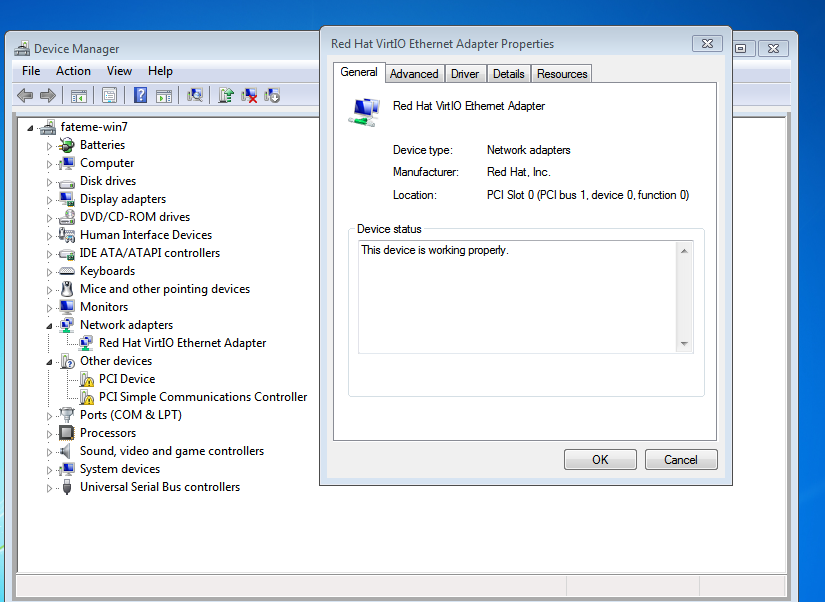 Device Manager
File Action View Help
fateme-win7
Batteries
Computer
Disk drives
Display adapters
DVD/CD-ROM drives
Human Interface Devices
IDE ATA/ATAPI controllers
Keyboards
Mice and other pointing devices
Monitors
Network adapters
Red Hat VirtIO Ethernet Adapter
Other devices
PCI Device
PCI Simple Communications Controller
Ports (COM & LPT)
Processors
Sound, video and game controllers
System devices
Universal Serial Bus controllers
Red Hat VirtIO Ethernet Adapter Properties
General Advanced Driver Details Resources
Red Hat VirtIO Ethernet Adapter
Device type: Network adapters
Manufacturer: Red Hat, Inc.
Location: PCI Slot 0 (PCI bus 1, device 0, function 0)
Device status
This device is working properly.
OK Cancel